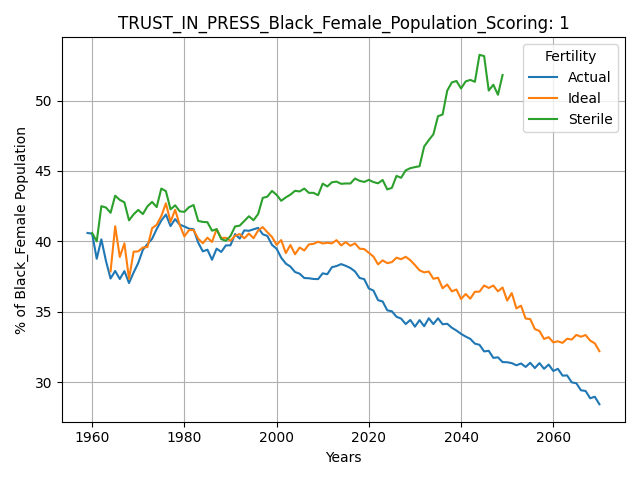 TRUST_IN_PRESS_Black_Female_Population_Scoring: 1
Fertility
Actual
Ideal
Sterile
% of Black_Female Population
50
45
40
35
30
1960
1980
2000
2020
2040
2060
Years